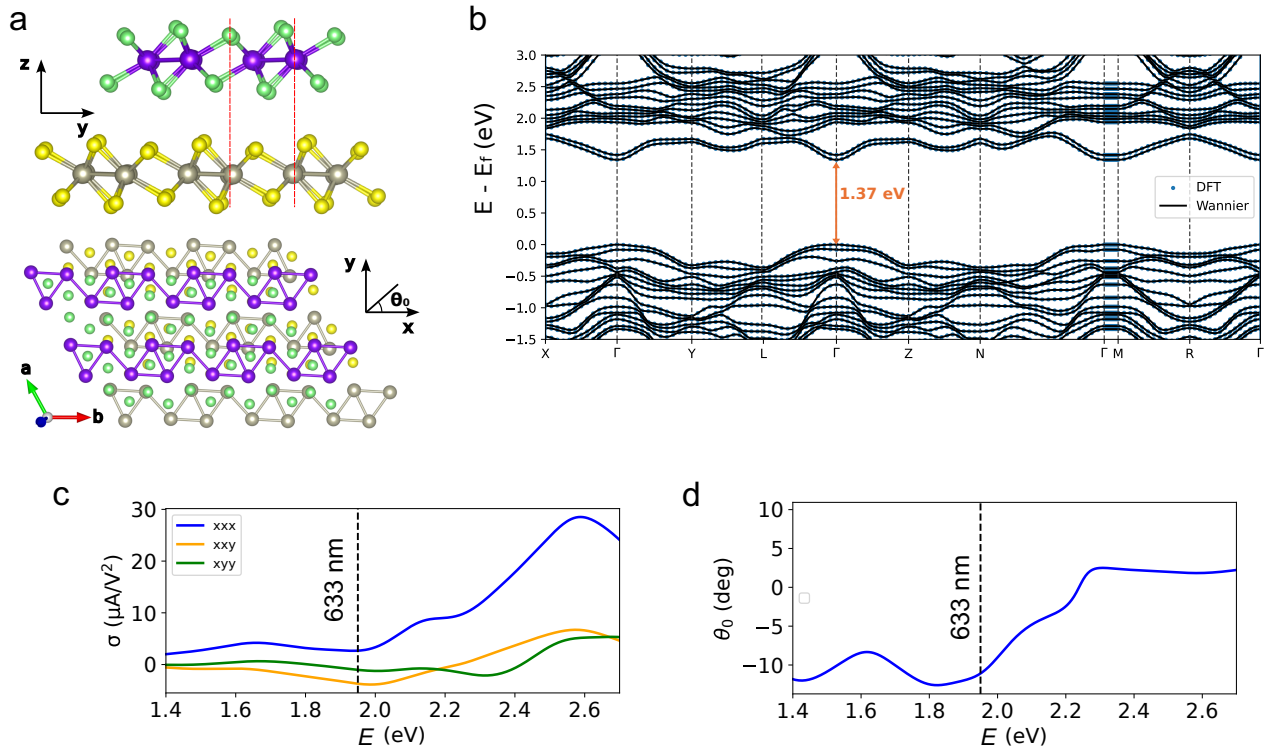 a
z
y
y
θ₀
x
a
b
b
E - E_f (eV)
3.0
2.5
2.0
1.5
1.0
0.5
0.0
−0.5
−1.0
−1.5
1.37 eV
DFT
Wannier
X Γ Y L Γ Z N Γ M R Γ
c
σ (μA/V²)
30
20
10
0
xxx
xxy
xyy
633 nm
1.4 1.6 1.8 2.0 2.2 2.4 2.6
E (eV)
d
θ₀ (deg)
10
5
0
−5
−10
633 nm
1.4 1.6 1.8 2.0 2.2 2.4 2.6
E (eV)